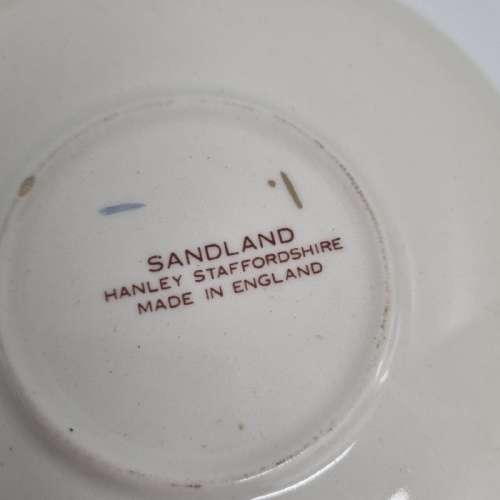 SANDLAND
HANLEY STAFFORDSHIRE
MADE IN ENGLAND